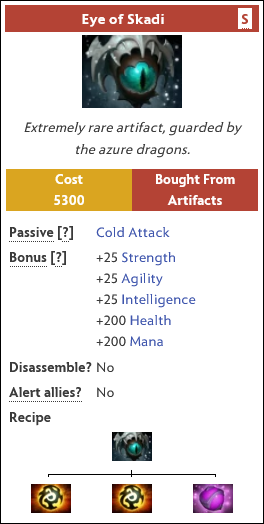 Eye of Skadi
S
Extremely rare artifact, guarded by
the azure dragons.
Cost
5300
Bought From
Artifacts
Passive [?]
Cold Attack
Bonus [?]
+25 Strength
+25 Agility
+25 Intelligence
+200 Health
+200 Mana
Disassemble? No
Alert allies? No
Recipe